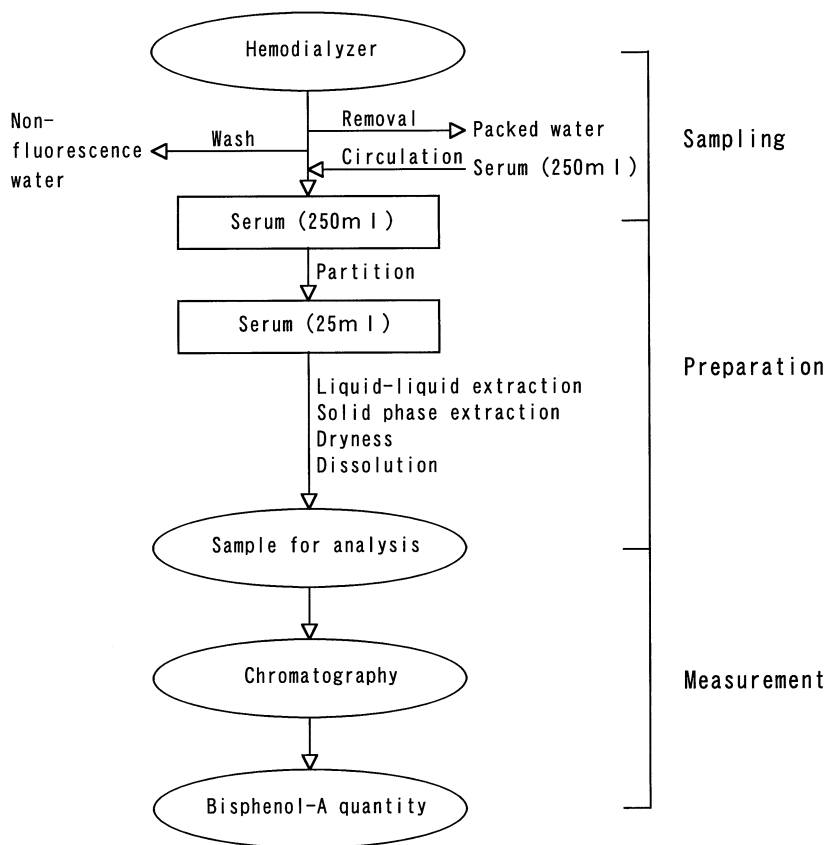 Hemodialyzer
Removal
Packed water
Non-
fluorescence
water
Wash
Circulation
Serum (250ml)
Sampling
Serum (250ml)
Partition
Serum (25ml)
Liquid-liquid extraction
Solid phase extraction
Dryness
Dissolution
Preparation
Sample for analysis
Chromatography
Measurement
Bisphenol-A quantity